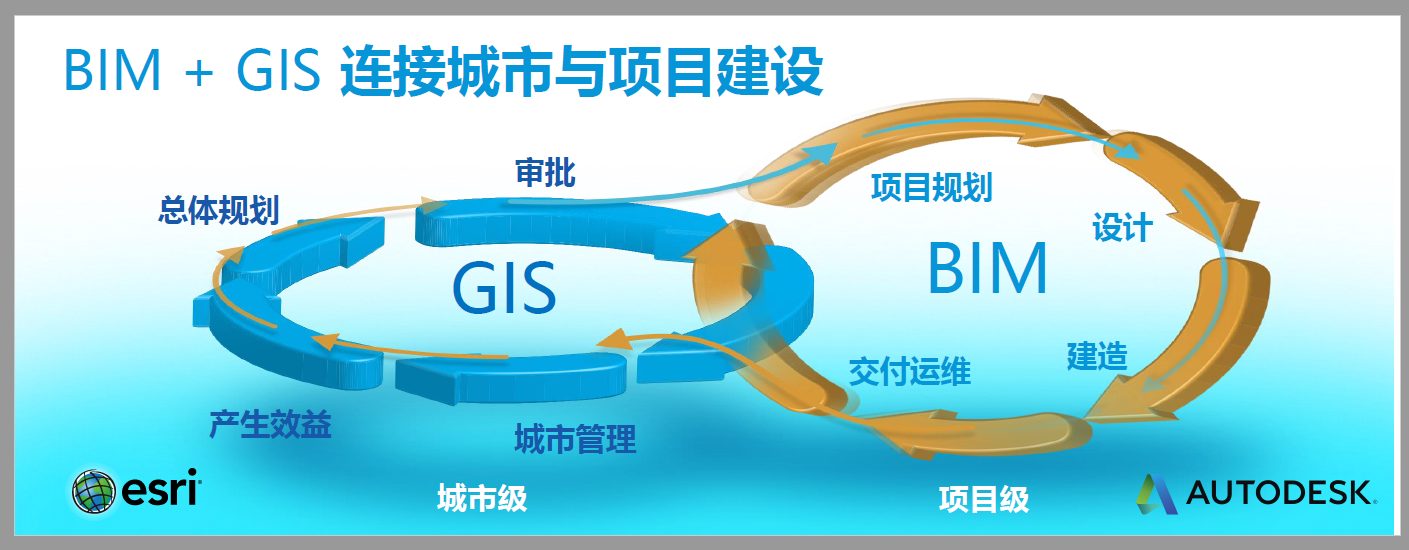 BIM + GIS 连接城市与项目建设
审批
总体规划
项目规划
设计
GIS
BIM
建造
交付运维
产生效益
城市管理
esri
城市级
项目级
AUTODESK